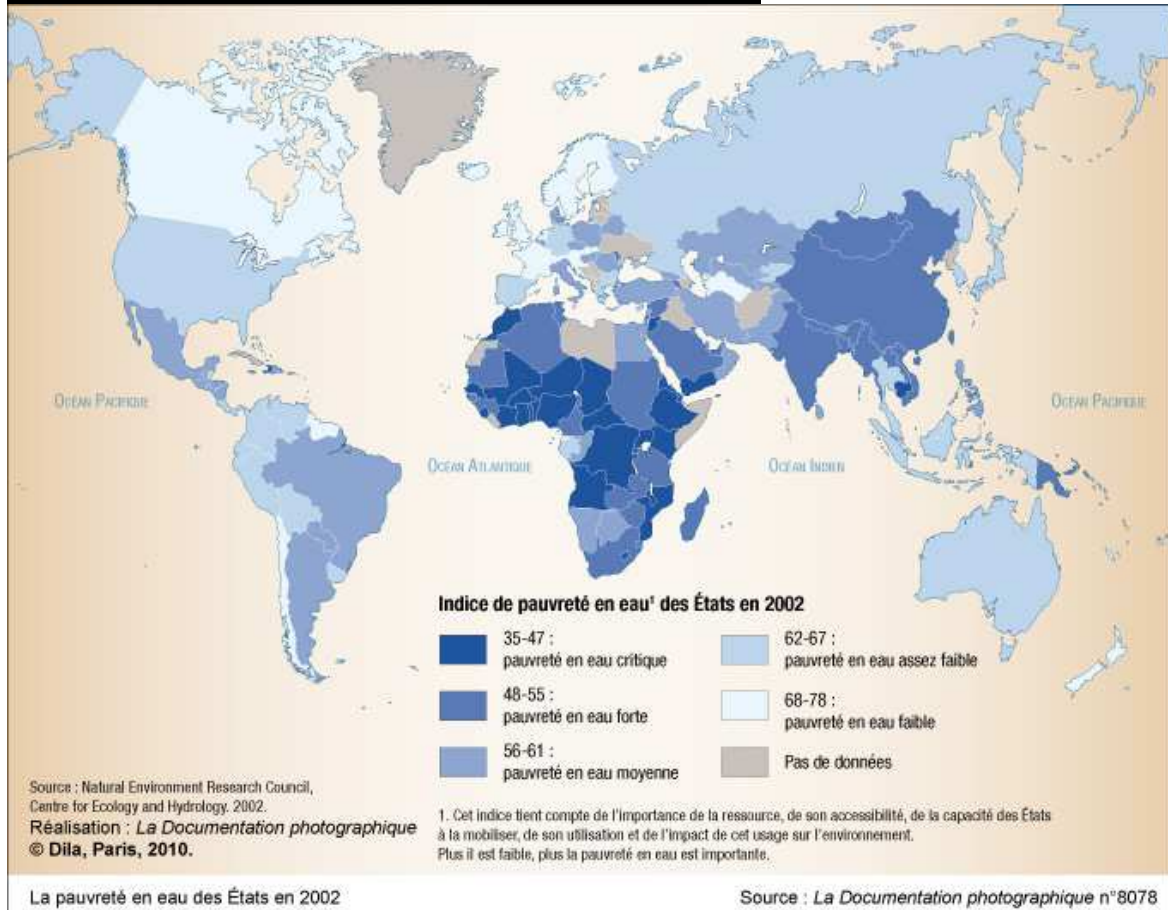 OCÉAN PACIFIQUE
OCÉAN ATLANTIQUE
OCÉAN INDIEN
OCÉAN PACIFIQUE
Indice de pauvreté en eau¹ des États en 2002
35-47 :
pauvreté en eau critique
48-55 :
pauvreté en eau forte
56-61 :
pauvreté en eau moyenne
62-67 :
pauvreté en eau assez faible
68-78 :
pauvreté en eau faible
Pas de données
Source : Natural Environment Research Council,
Centre for Ecology and Hydrology. 2002.
Réalisation : La Documentation photographique
© Dila, Paris, 2010.
1. Cet indice tient compte de l'importance de la ressource, de son accessibilité, de la capacité des États
à la mobiliser, de son utilisation et de l'impact de cet usage sur l'environnement.
Plus il est faible, plus la pauvreté en eau est importante.
La pauvreté en eau des États en 2002
Source : La Documentation photographique n°8078